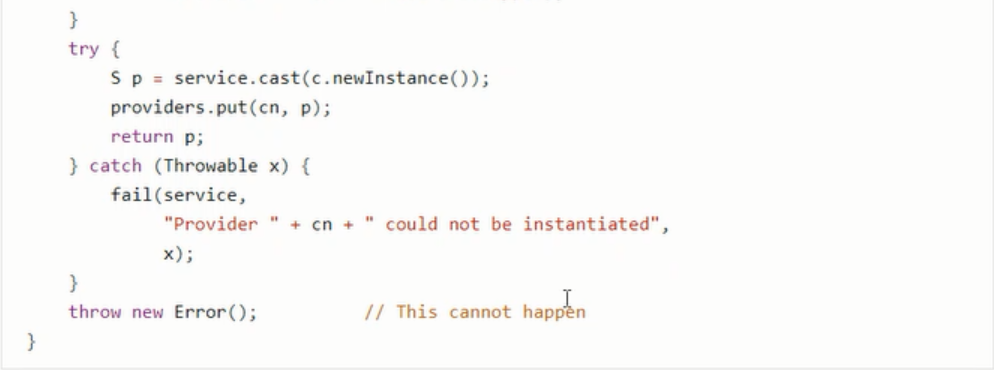 }
try {
S p = service.cast(c.newInstance());
providers.put(cn, p);
return p;
} catch (Throwable x) {
fail(service,
"Provider " + cn + " could not be instantiated",
x);
}
throw new Error(); // This cannot happen
}